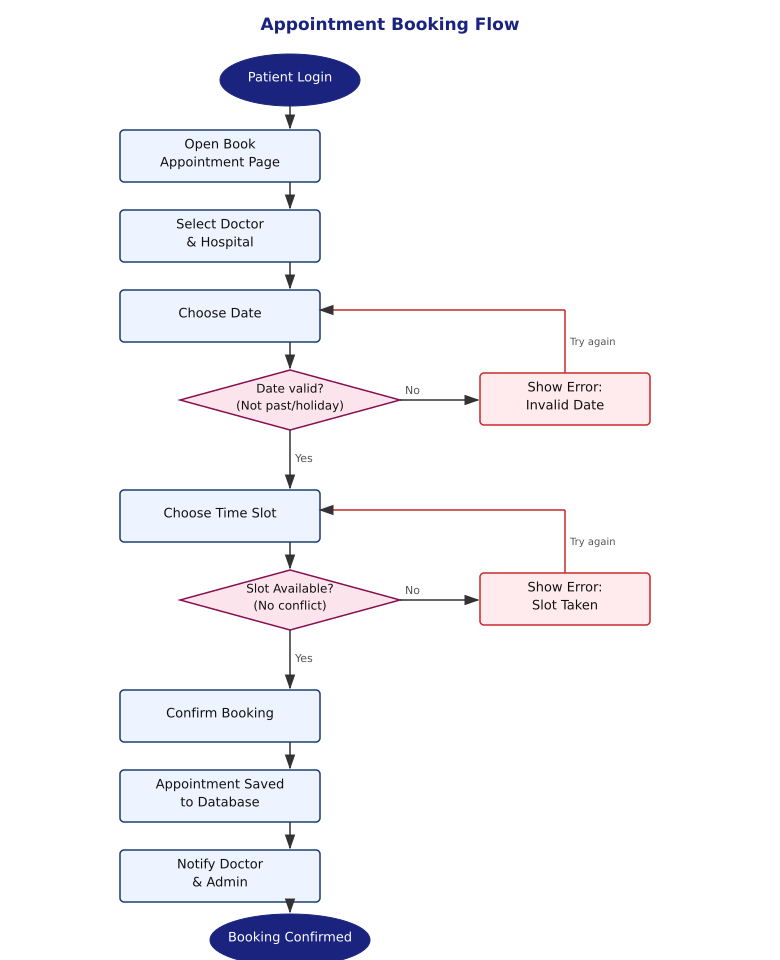 Appointment Booking Flow
Patient Login
Open Book
Appointment Page
Select Doctor
& Hospital
Choose Date
Try again
Date valid?
(Not past/holiday)
No
Show Error:
Invalid Date
Yes
Choose Time Slot
Try again
Slot Available?
(No conflict)
No
Show Error:
Slot Taken
Yes
Confirm Booking
Appointment Saved
to Database
Notify Doctor
& Admin
Booking Confirmed